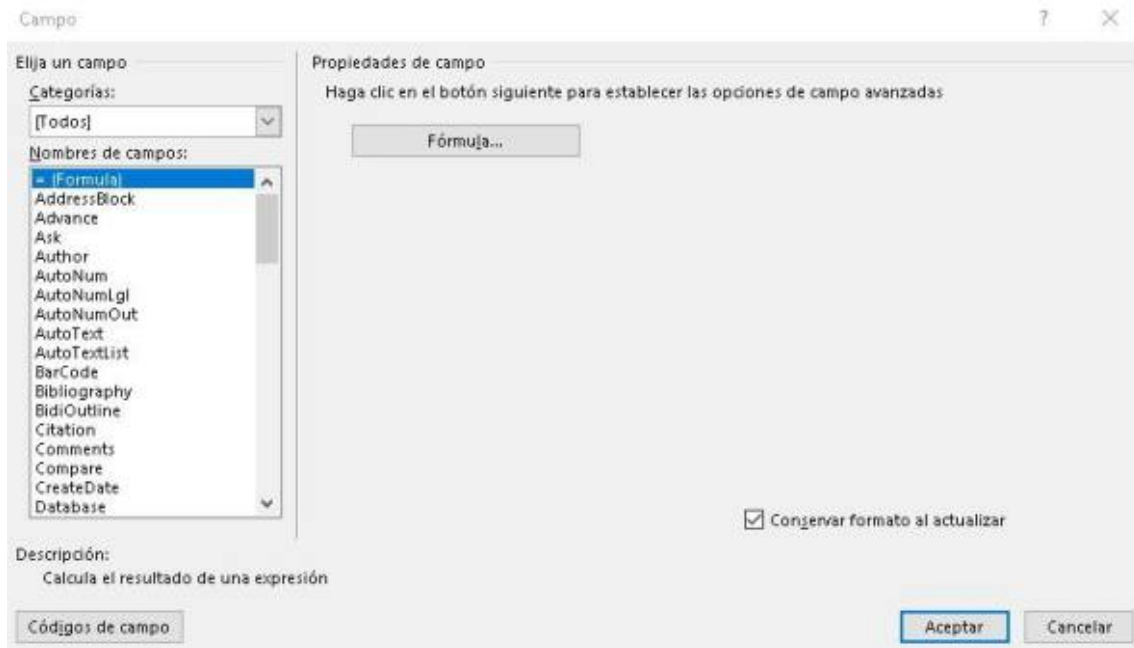 Campo
Elija un campo
Categorías:
[Todos]
Nombres de campos:
= (Formula)
AddressBlock
Advance
Ask
Author
AutoNum
AutoNumLgl
AutoNumOut
AutoText
AutoTextList
BarCode
Bibliography
BidiOutline
Citation
Comments
Compare
CreateDate
Database
Propiedades de campo
Haga clic en el botón siguiente para establecer las opciones de campo avanzadas
Fórmula...
Conservar formato al actualizar
Descripción:
Calcula el resultado de una expresión
Códigos de campo
Aceptar
Cancelar